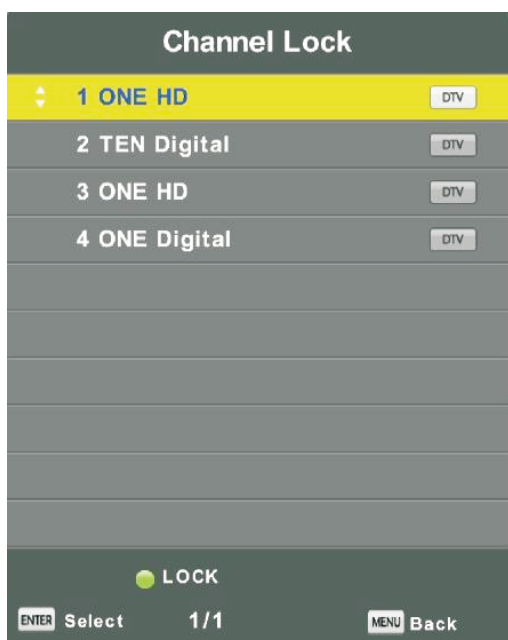 Channel Lock
1 ONE HD DTV
2 TEN Digital DTV
3 ONE HD DTV
4 ONE Digital DTV
LOCK
ENTER Select 1/1 MENU Back